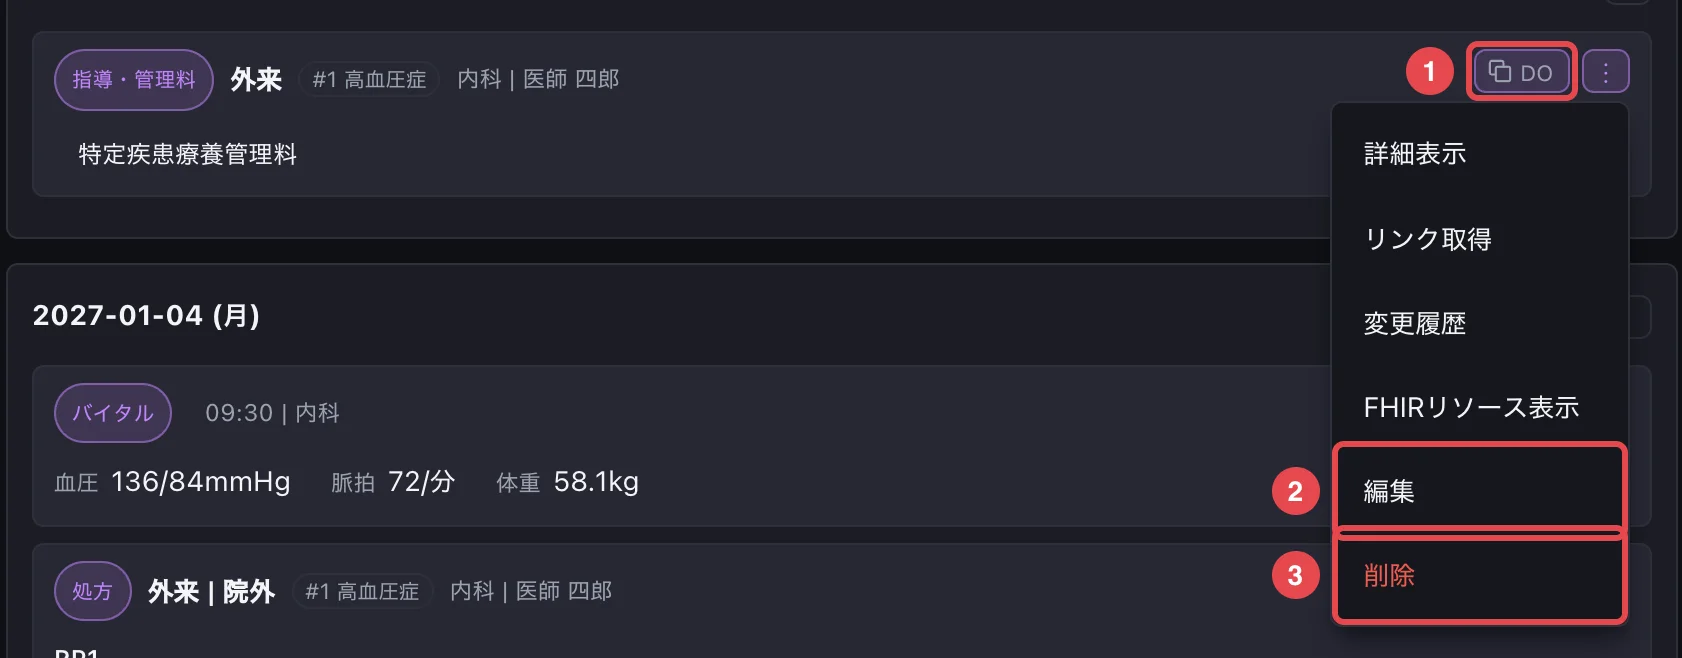 指導・管理料 外来 #1 高血圧症 内科 | 医師 四郎 1 DO
特定疾患療養管理料
詳細表示
リンク取得
変更履歴
FHIRリソース表示
2 編集
3 削除
2027-01-04 (月)
バイタル 09:30 | 内科
血圧 136/84mmHg 脈拍 72/分 体重 58.1kg
処方 外来 | 院外 #1 高血圧症 内科 | 医師 四郎
RP1